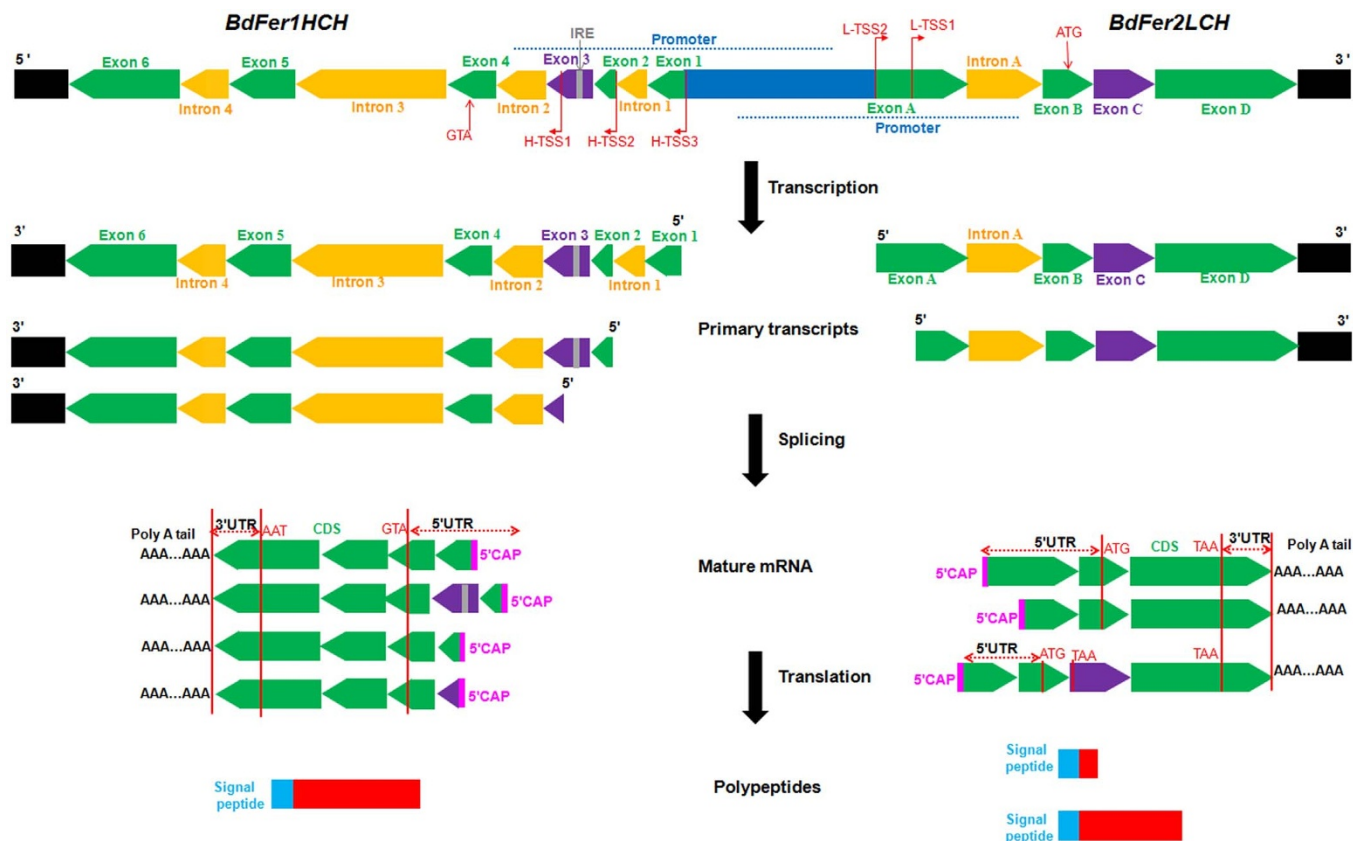 BdFer1HCH
BdFer2LCH
5' Exon 6 Exon 5 Exon 4 Exon 3 IRE Exon 2 Exon 1 Promoter L-TSS2 L-TSS1 Intron A ATG 3'
Intron 4 Intron 3 GTA Intron 2 H-TSS1 Intron 1 H-TSS2 H-TSS3 Exon A Promoter Exon B Exon C Exon D
Transcription
3' Exon 6 Exon 5 Exon 4 Exon 3 Exon 2 Exon 1 5'
Intron 4 Intron 3 Intron 2 Intron 1
5' Intron A 3'
Exon A Exon B Exon C Exon D
Primary transcripts
3' 5'
3' 5'
5' 3'
Splicing
Poly A tail 3'UTR AAT CDS GTA 5'UTR
AAA...AAA 5'CAP
AAA...AAA 5'CAP
AAA...AAA 5'CAP
AAA...AAA 5'CAP
Mature mRNA
5'UTR ATG CDS TAA 3'UTR Poly A tail
5'CAP AAA...AAA
5'CAP AAA...AAA
5'UTR ATG TAA TAA
5'CAP AAA...AAA
Translation
Signal
peptide
Polypeptides
Signal
peptide
Signal
peptide